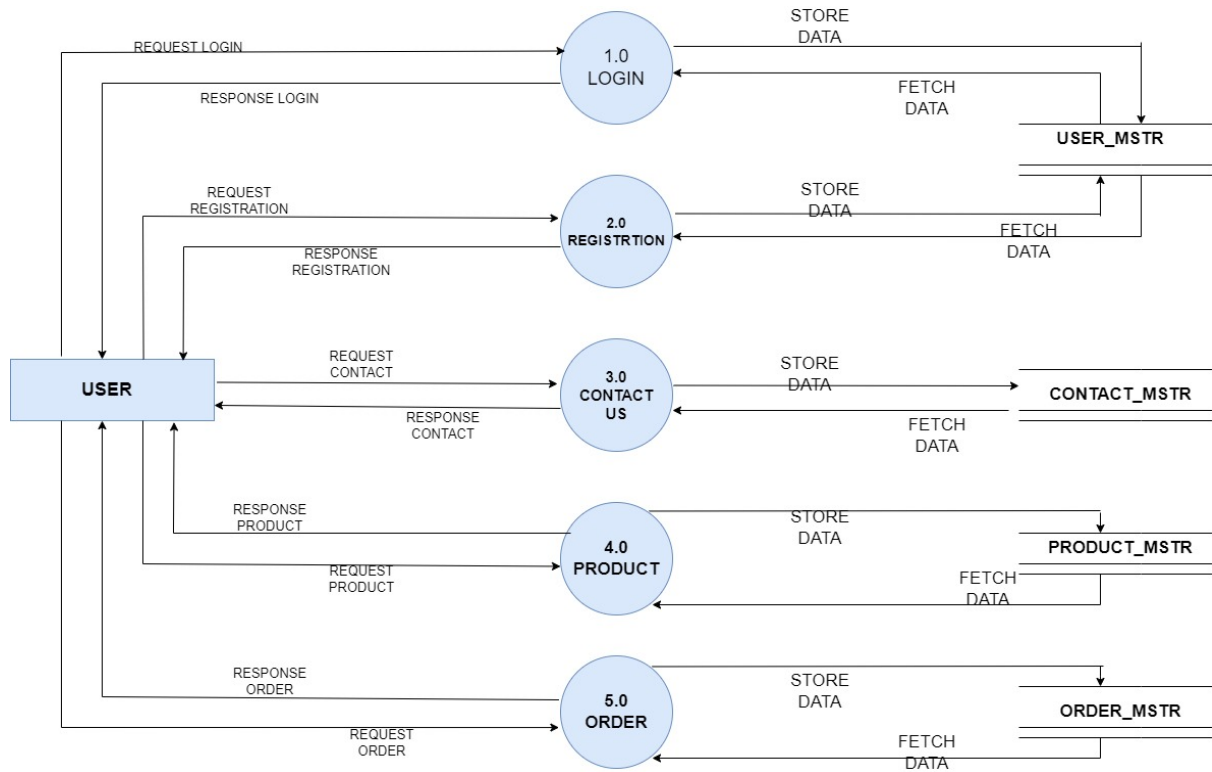 STORE
DATA
REQUEST LOGIN
1.0
LOGIN
FETCH
DATA
RESPONSE LOGIN
USER_MSTR
REQUEST
REGISTRATION
STORE
DATA
2.0
REGISTRTION
FETCH
DATA
RESPONSE
REGISTRATION
USER
REQUEST
CONTACT
3.0
CONTACT
US
STORE
DATA
CONTACT_MSTR
RESPONSE
CONTACT
FETCH
DATA
RESPONSE
PRODUCT
STORE
DATA
4.0
PRODUCT
PRODUCT_MSTR
REQUEST
PRODUCT
FETCH
DATA
RESPONSE
ORDER
STORE
DATA
5.0
ORDER
ORDER_MSTR
REQUEST
ORDER
FETCH
DATA